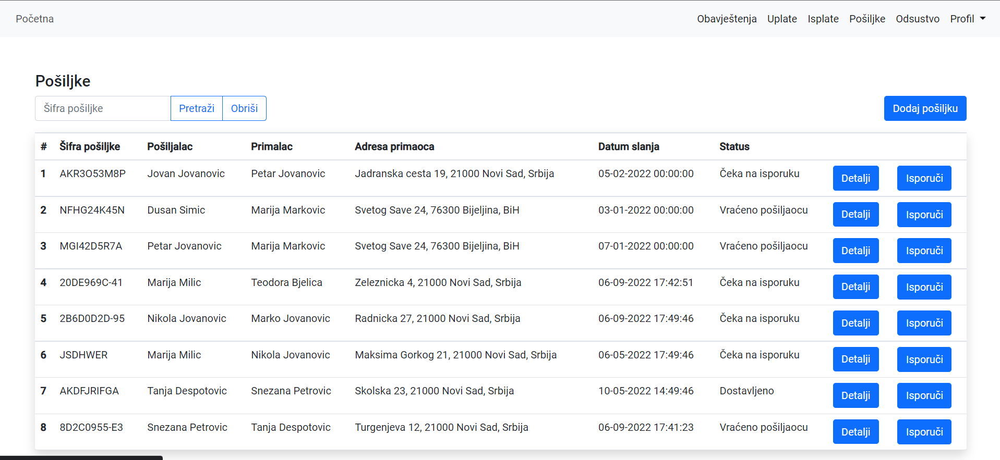 Početna Obavještenja Uplate Isplate Pošiljke Odsustvo Profil
Pošiljke
Šifra pošiljke Pretraži Obriši Dodaj pošiljku
# Šifra pošiljke Pošiljalac Primalac Adresa primaoca Datum slanja Status
1 AKR3O53M8P Jovan Jovanovic Petar Jovanovic Jadranska cesta 19, 21000 Novi Sad, Srbija 05-02-2022 00:00:00 Čeka na isporuku Detalji Isporuči
2 NFHG24K45N Dusan Simic Marija Markovic Svetog Save 24, 76300 Bijeljina, BiH 03-01-2022 00:00:00 Vraćeno pošiljaocu Detalji Isporuči
3 MGI42D5R7A Petar Jovanovic Marija Markovic Svetog Save 24, 76300 Bijeljina, BiH 07-01-2022 00:00:00 Vraćeno pošiljaocu Detalji Isporuči
4 20DE969C-41 Marija Milic Teodora Bjelica Zeleznicka 4, 21000 Novi Sad, Srbija 06-09-2022 17:42:51 Čeka na isporuku Detalji Isporuči
5 2B6D0D2D-95 Nikola Jovanovic Marko Jovanovic Radnicka 27, 21000 Novi Sad, Srbija 06-09-2022 17:49:46 Čeka na isporuku Detalji Isporuči
6 JSDHWER Marija Milic Nikola Jovanovic Maksima Gorkog 21, 21000 Novi Sad, Srbija 06-05-2022 17:49:46 Čeka na isporuku Detalji Isporuči
7 AKDFJRIFGA Tanja Despotovic Snezana Petrovic Skolska 23, 21000 Novi Sad, Srbija 10-05-2022 14:49:46 Dostavljeno Detalji Isporuči
8 8D2C0955-E3 Snezana Petrovic Tanja Despotovic Turgenjeva 12, 21000 Novi Sad, Srbija 06-09-2022 17:41:23 Vraćeno pošiljaocu Detalji Isporuči